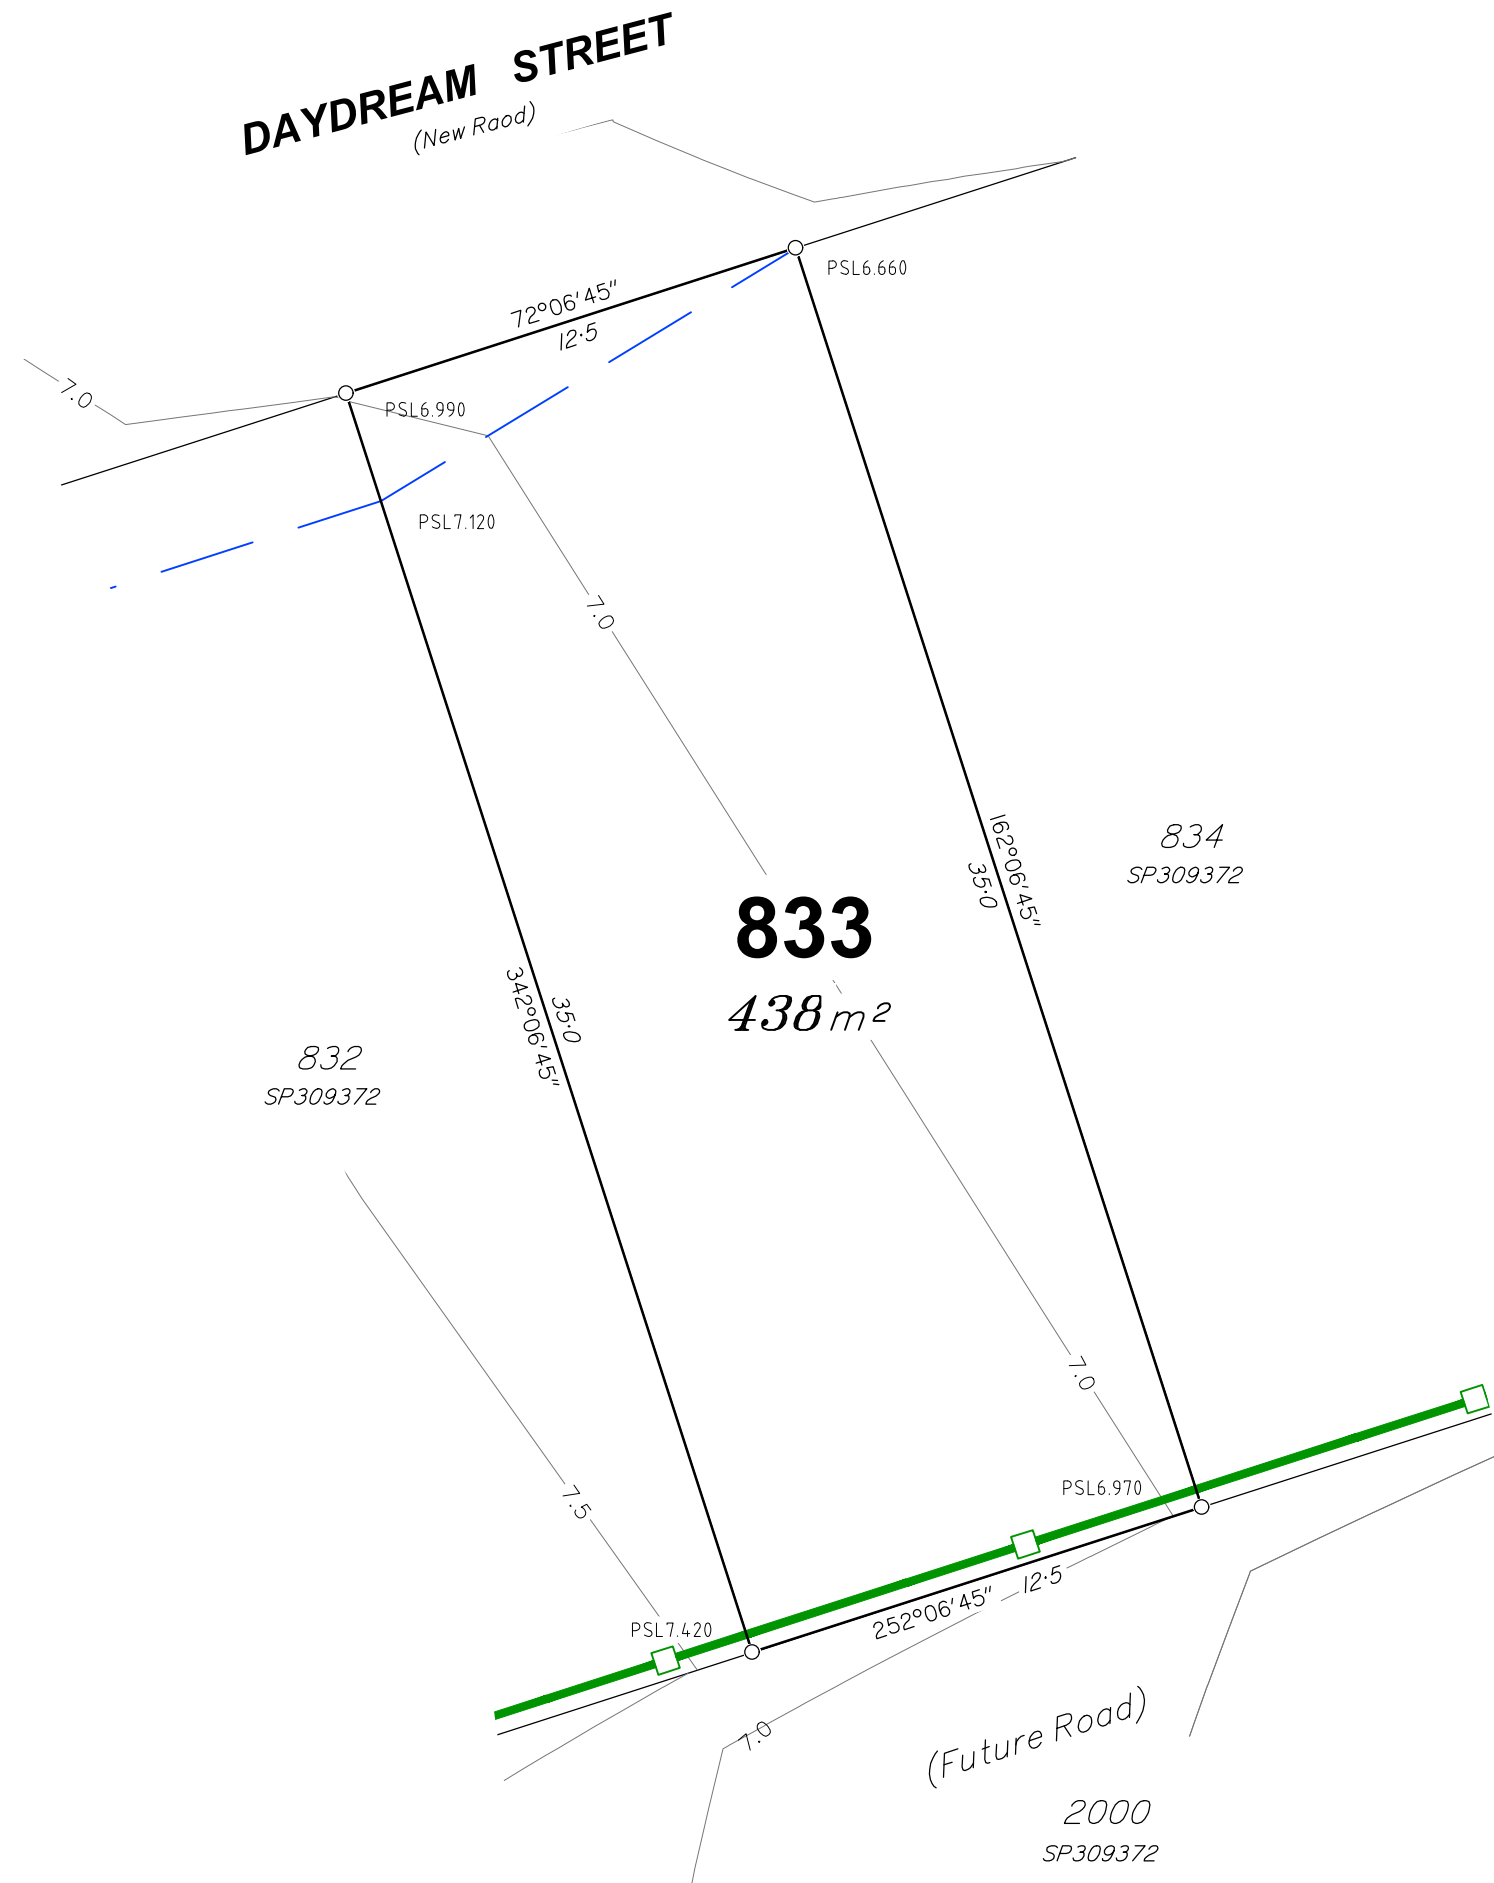 DAYDREAM STREET
(New Raod)
PSL6.660
72°06'45"
12·5
7.0
PSL6.990
PSL7.120
7.0
834
SP309372
162°06'45"
35·0
833
438 m²
35·0
342°06'45"
832
SP309372
7.0
PSL6.970
7.5
12·5
252°06'45"
PSL7.420
7.0
(Future Road)
2000
SP309372